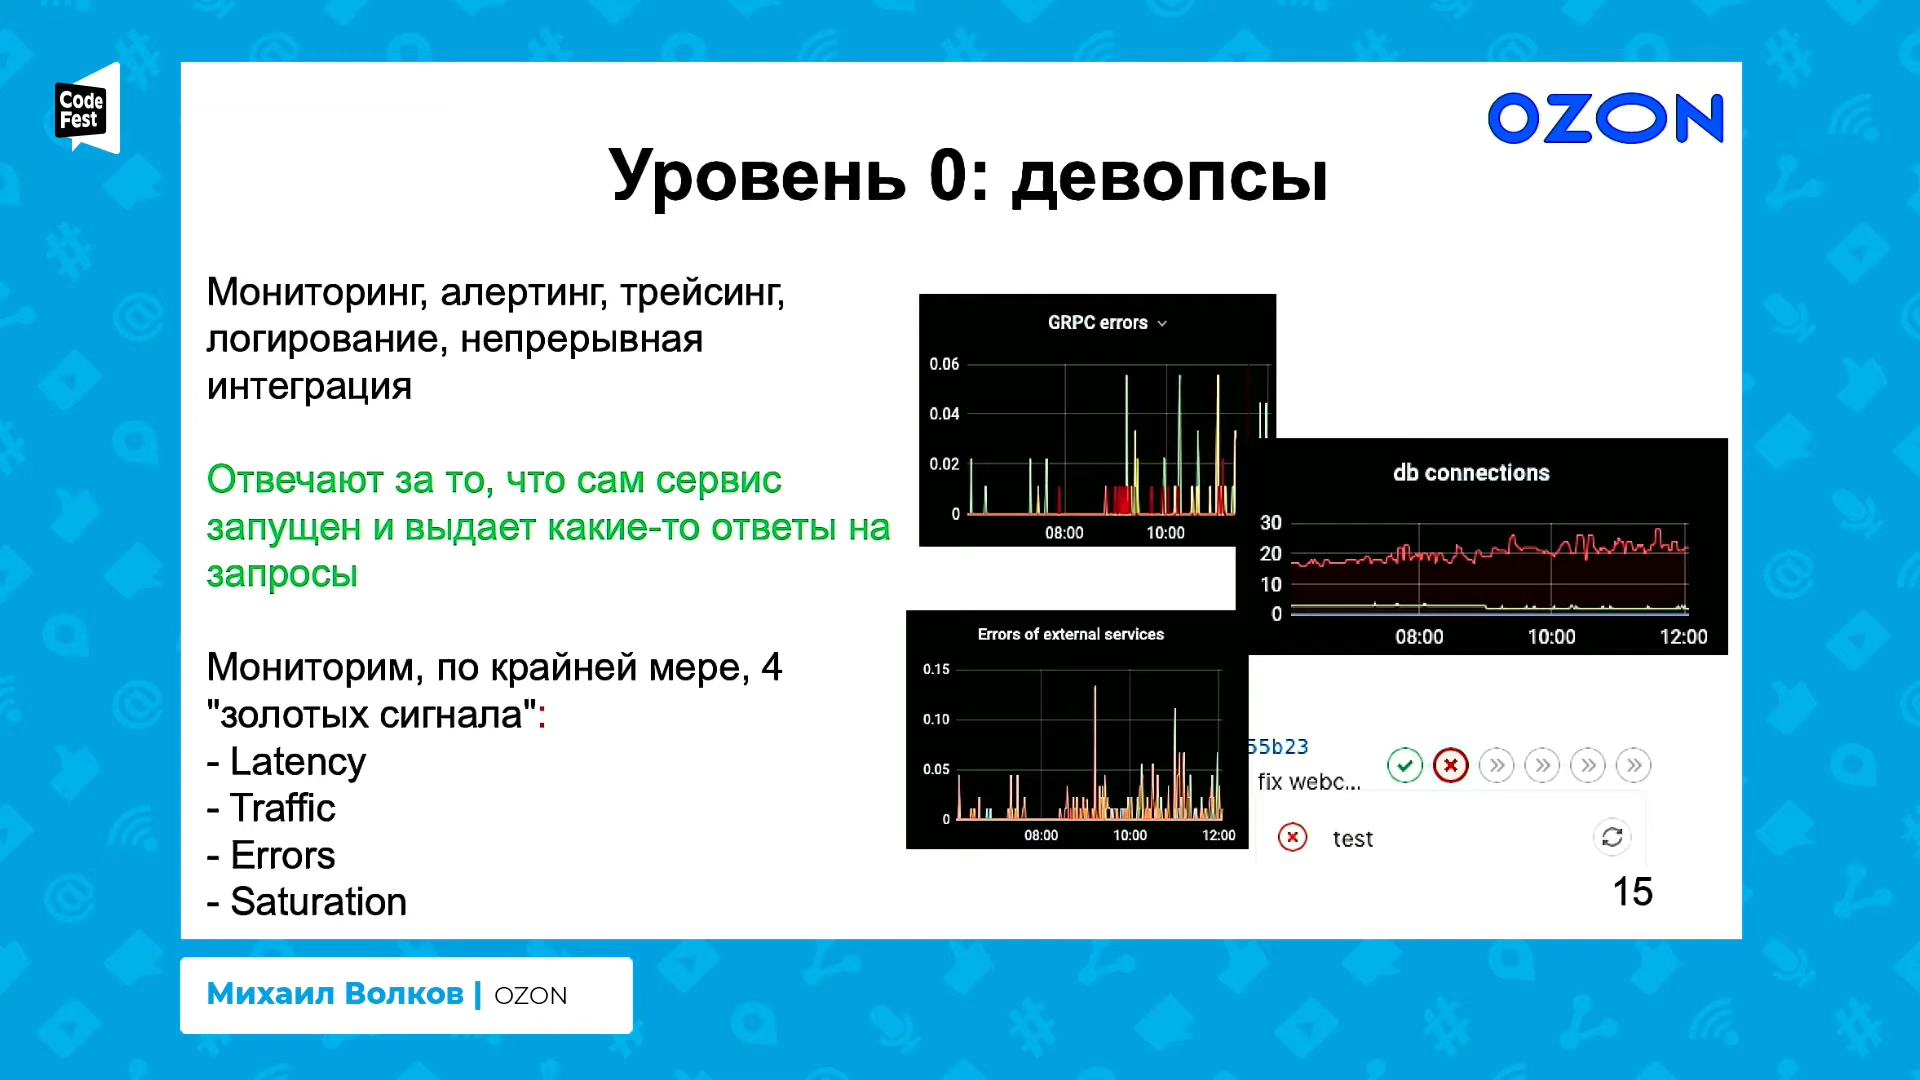 Code
Fest
OZON
Уровень 0: девопсы
Мониторинг, алертинг, трейсинг,
логирование, непрерывная
интеграция
Отвечают за то, что сам сервис
запущен и выдает какие-то ответы на
запросы
Мониторим, по крайней мере, 4
"золотых сигнала":
- Latency
- Traffic
- Errors
- Saturation
GRPC errors
0.06
0.04
0.02
0
08:00 10:00
db connections
30
20
10
0
08:00 10:00 12:00
Errors of external services
0.15
0.10
0.05
0
08:00 10:00 12:00
55b23
fix webc...
test
15
Михаил Волков | OZON